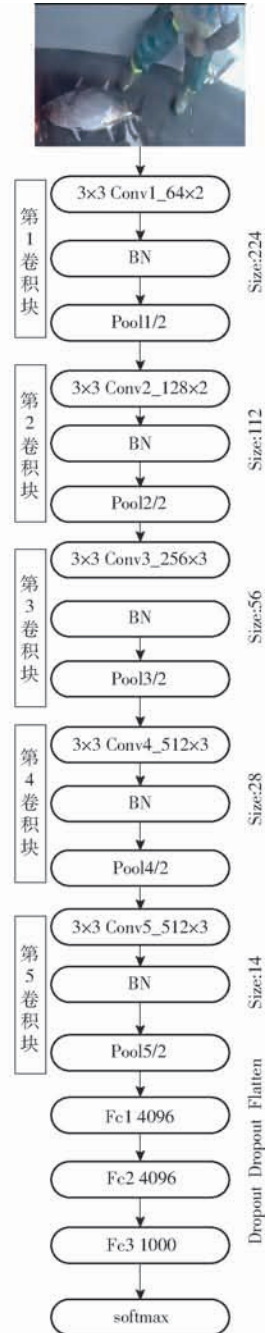 第1卷积块
3×3 Conv1_64×2
BN
Pool1/2
Size:224
第2卷积块
3×3 Conv2_128×2
BN
Pool2/2
Size:112
第3卷积块
3×3 Conv3_256×3
BN
Pool3/2
Size:56
第4卷积块
3×3 Conv4_512×3
BN
Pool4/2
Size:28
第5卷积块
3×3 Conv5_512×3
BN
Pool5/2
Size:14
Fc1 4096
Fc2 4096
Fc3 1000
Dropout Dropout Flatten
softmax